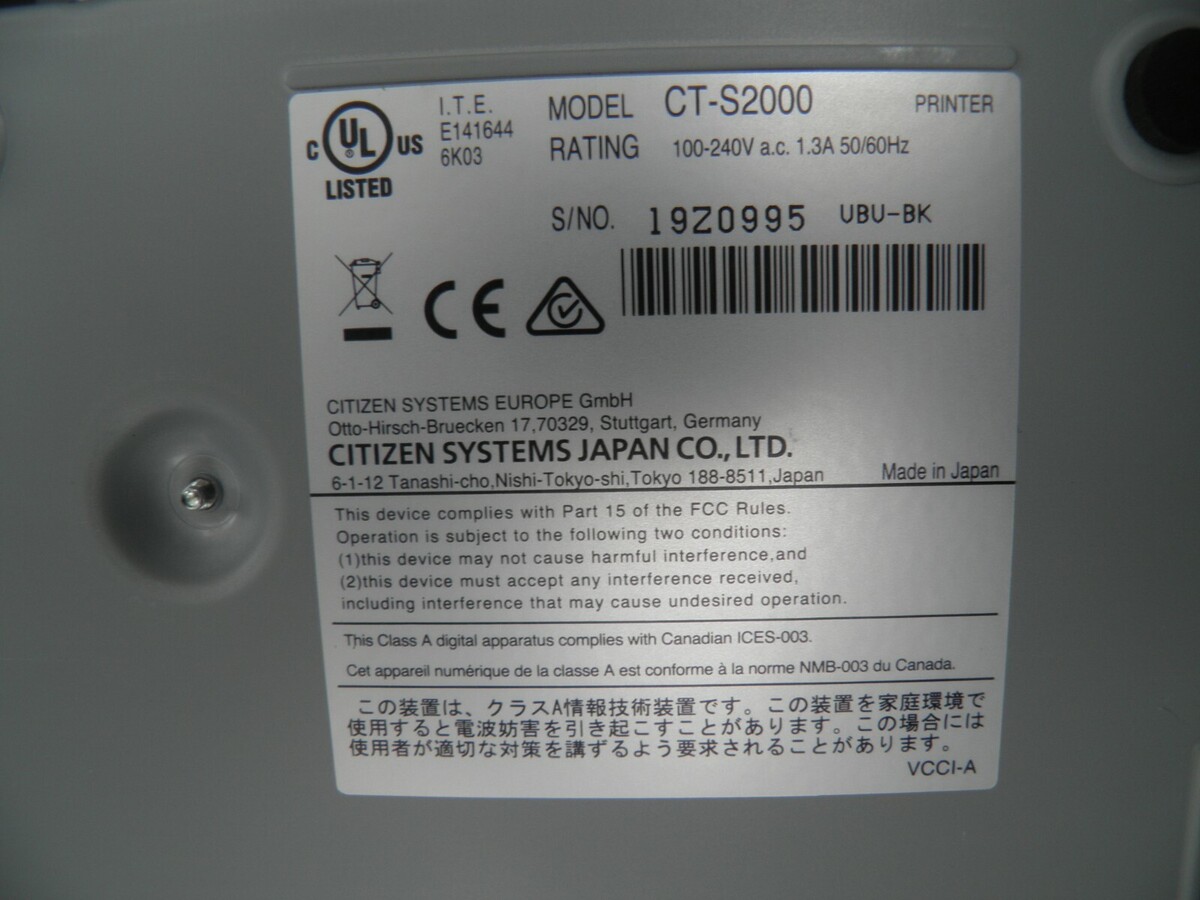 C UL US
LISTED
I.T.E.
E141644
6K03
MODEL CT-S2000 PRINTER
RATING 100-240V a.c. 1.3A 50/60Hz
S/NO. 19Z0995 UBU-BK
CE
CITIZEN SYSTEMS EUROPE GmbH
Otto-Hirsch-Bruecken 17,70329, Stuttgart, Germany
CITIZEN SYSTEMS JAPAN CO., LTD.
6-1-12 Tanashi-cho,Nishi-Tokyo-shi,Tokyo 188-8511,Japan Made in Japan
This device complies with Part 15 of the FCC Rules.
Operation is subject to the following two conditions:
(1)this device may not cause harmful interference,and
(2)this device must accept any interference received,
including interference that may cause undesired operation.
This Class A digital apparatus complies with Canadian ICES-003.
Cet appareil numérique de la classe A est conforme à la norme NMB-003 du Canada.
この装置は、クラスA情報技術装置です。この装置を家庭環境で
使用すると電波妨害を引き起こすことがあります。この場合には
使用者が適切な対策を講ずるよう要求されることがあります。
VCCI-A